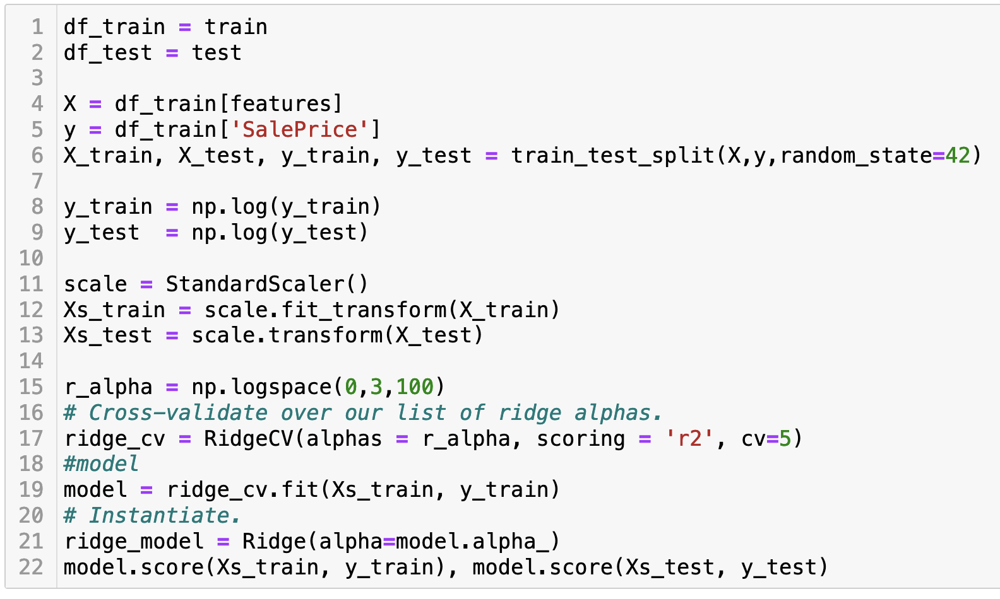 1 df_train = train
2 df_test = test
3
4 X = df_train[features]
5 y = df_train['SalePrice']
6 X_train, X_test, y_train, y_test = train_test_split(X,y,random_state=42)
7
8 y_train = np.log(y_train)
9 y_test  = np.log(y_test)
10
11 scale = StandardScaler()
12 Xs_train = scale.fit_transform(X_train)
13 Xs_test = scale.transform(X_test)
14
15 r_alpha = np.logspace(0,3,100)
16 # Cross-validate over our list of ridge alphas.
17 ridge_cv = RidgeCV(alphas = r_alpha, scoring = 'r2', cv=5)
18 #model
19 model = ridge_cv.fit(Xs_train, y_train)
20 # Instantiate.
21 ridge_model = Ridge(alpha=model.alpha_)
22 model.score(Xs_train, y_train), model.score(Xs_test, y_test)